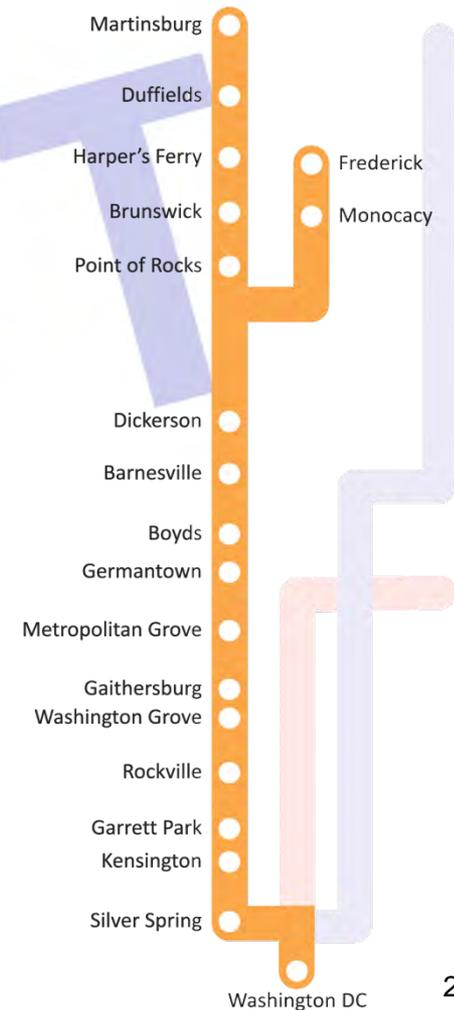 Martinsburg
Duffields
Harper's Ferry
Frederick
Brunswick
Monocacy
Point of Rocks
Dickerson
Barnesville
Boyds
Germantown
Metropolitan Grove
Gaithersburg
Washington Grove
Rockville
Garrett Park
Kensington
Silver Spring
Washington DC
2
T